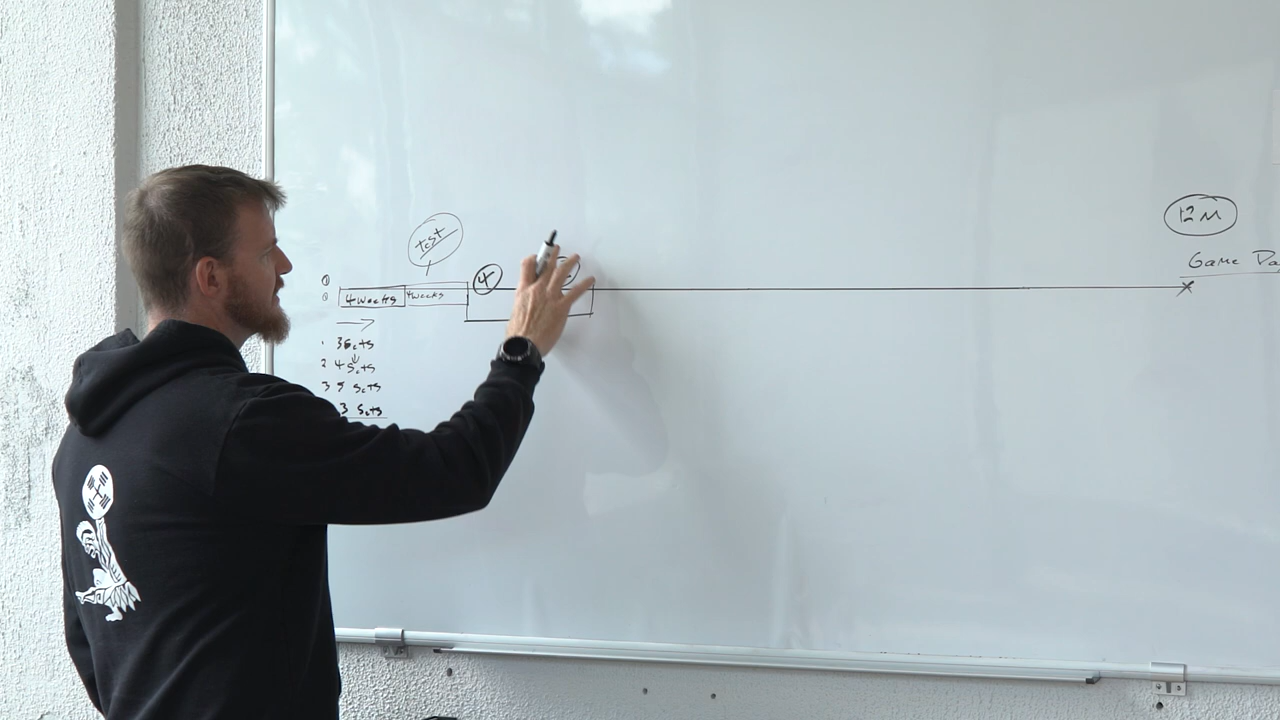 12 M
test
Game Da
4
4 weeks
4 weeks
1 3 Sets
2 4 Sets
3 5 Sets
3 Sets